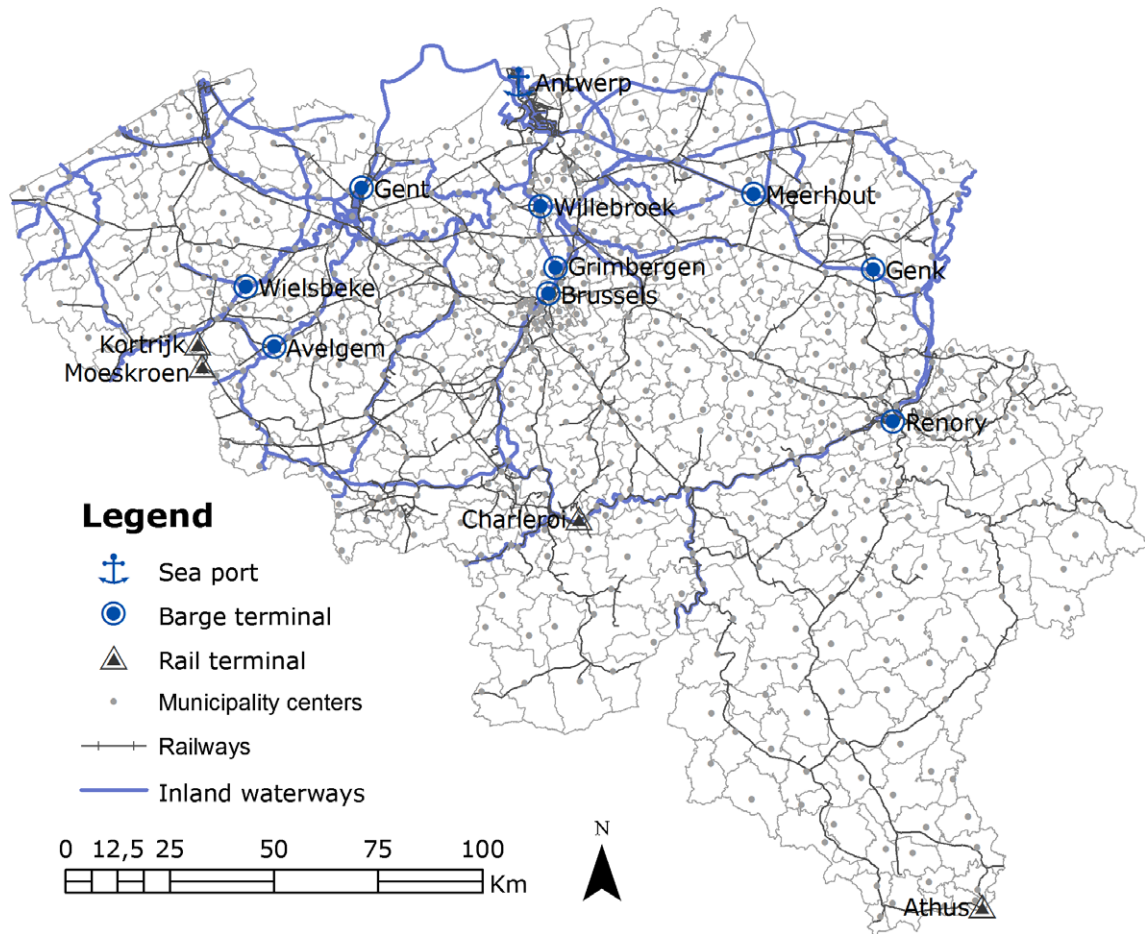 Antwerp
Gent
Meerhout
Willebroek
Grimbergen
Genk
Wielsbeke
Brussels
Kortrijk
Avelgem
Moeskroen
Renory
Charleroi
Legend
Sea port
Barge terminal
Rail terminal
Municipality centers
Railways
Inland waterways
N
0 12,5 25 50 75 100
Km
Athus